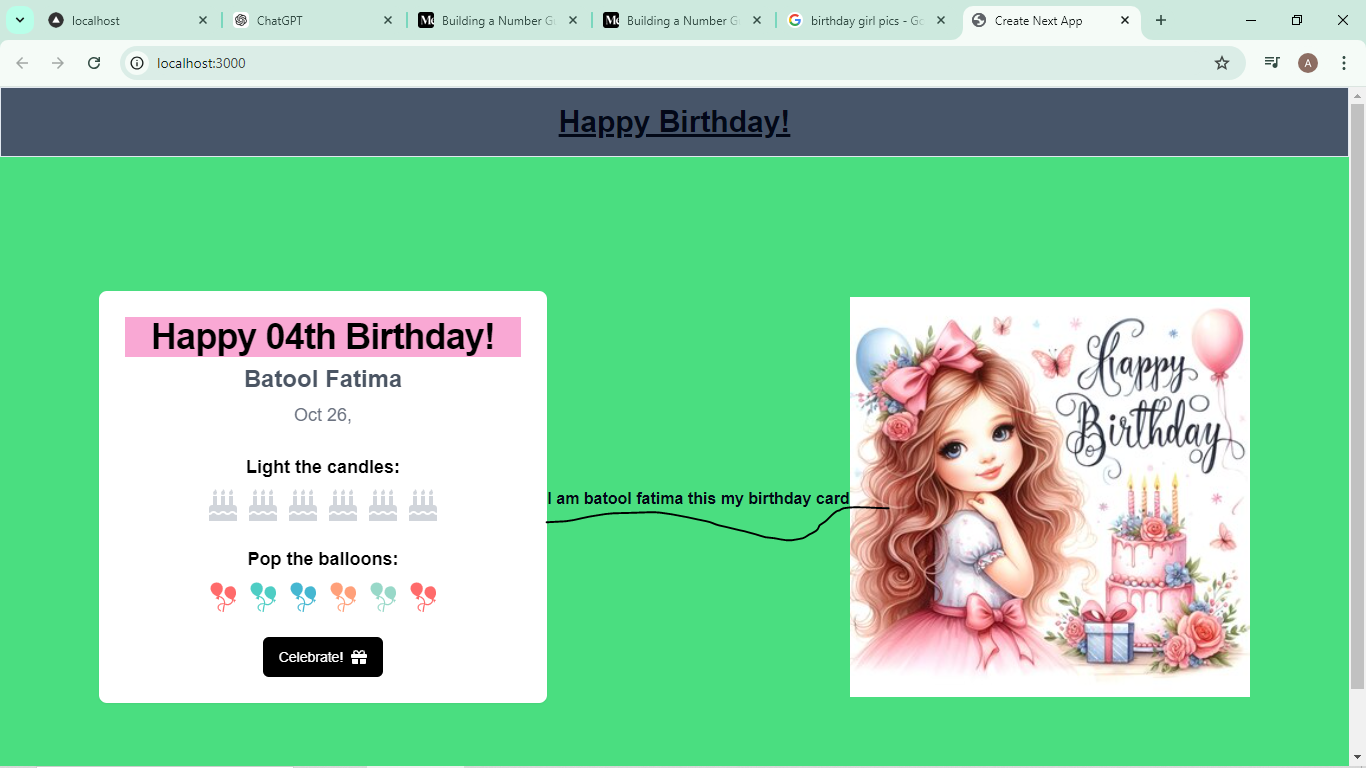 localhost
ChatGPT
Building a Number Gu
Building a Number G
birthday girl pics - Go
Create Next App
localhost:3000
A
Happy Birthday!
Happy 04th Birthday!
Batool Fatima
Oct 26,
Light the candles:
Pop the balloons:
Celebrate!
I am batool fatima this my birthday card
Happy
Birthday